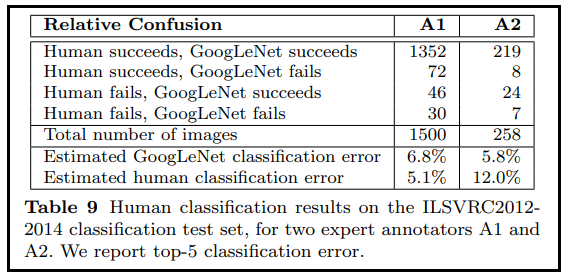 Relative Confusion A1 A2
Human succeeds, GoogLeNet succeeds 1352 219
Human succeeds, GoogLeNet fails 72 8
Human fails, GoogLeNet succeeds 46 24
Human fails, GoogLeNet fails 30 7
Total number of images 1500 258
Estimated GoogLeNet classification error 6.8% 5.8%
Estimated human classification error 5.1% 12.0%
Table 9 Human classification results on the ILSVRC2012-
2014 classification test set, for two expert annotators A1 and
A2. We report top-5 classification error.